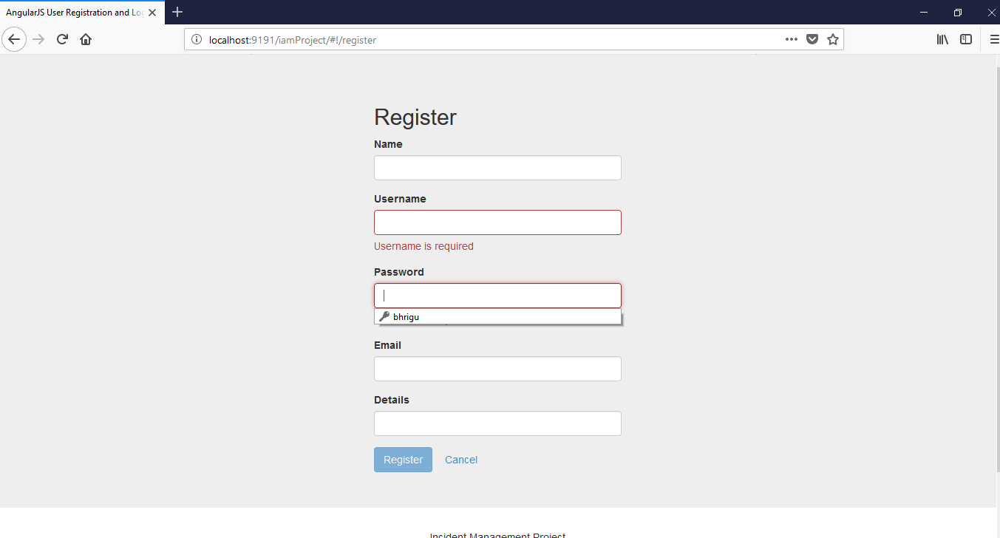 AngularJS User Registration and Lo
localhost:9191/iamProject/#!/register
Register
Name
Username
Username is required
Password
bhrigu
Email
Details
Register Cancel
Incident Management Project